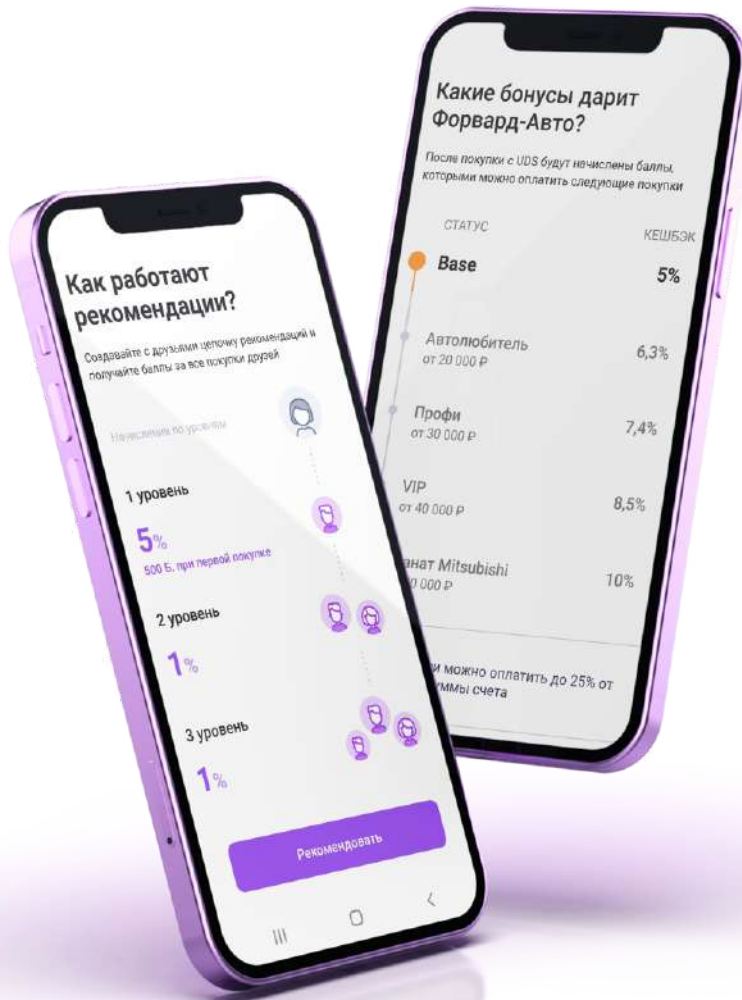 Как работают
рекомендации?
Создавайте с друзьями цепочку рекомендаций и
получайте баллы за все покупки друзей
Начисления по уровням
1 уровень
5%
500 Б. при первой покупке
2 уровень
1%
3 уровень
1%
Рекомендовать
Какие бонусы дарит
Форвард-Авто?
После покупки с UDS будут начислены баллы,
которыми можно оплатить следующие покупки
СТАТУС КЕШБЭК
Base 5%
Автолюбитель 6,3%
от 20 000 ₽
Профи 7,4%
от 30 000 ₽
VIP 8,5%
от 40 000 ₽
анат Mitsubishi 10%
0 000 ₽
и можно оплатить до 25% от
уммы счета